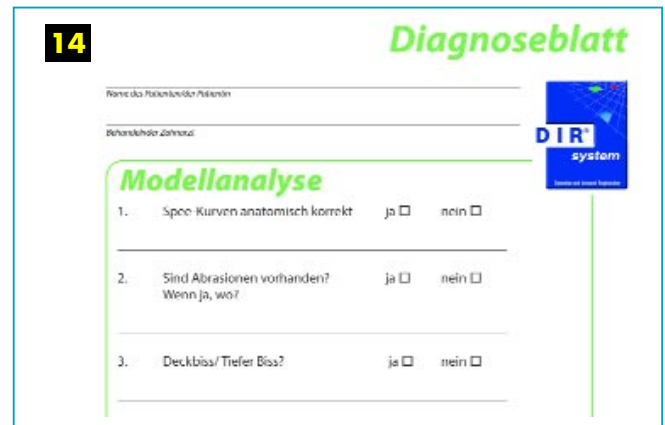 14
Diagnoseblatt
Name des Patienten/der Patientin
Behandelnder Zahnarzt
DIR®
system
Modellanalyse
1. Spee-Kurven anatomisch korrekt ja ☐ nein ☐
2. Sind Abrasionen vorhanden? ja ☐ nein ☐
Wenn ja, wo?
3. Deckbiss/Tiefer Biss? ja ☐ nein ☐